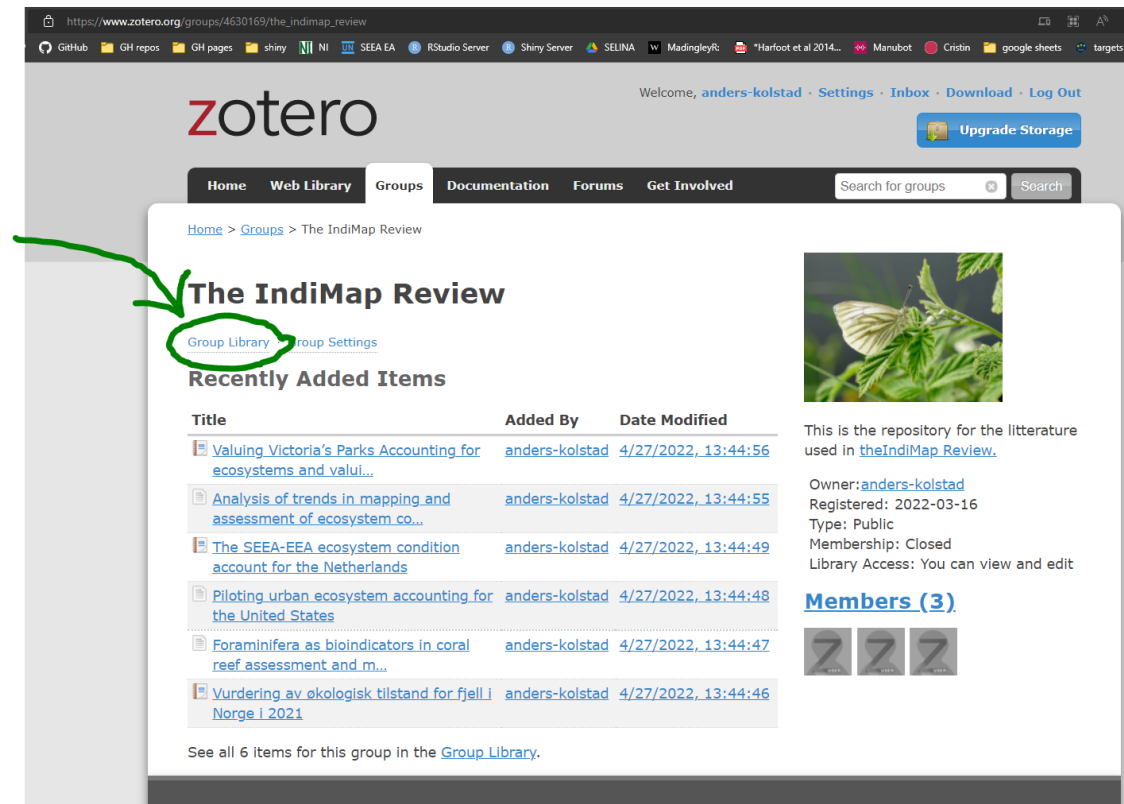 https://www.zotero.org/groups/4630169/the_indimap_review
GitHub GH repos GH pages shiny NI NI UN SEEA EA R RStudio Server R Shiny Server SELINA W MadingleyR: *Harfoot et al 2014... Manubot Cristin google sheets targets
zotero
Welcome, anders-kolstad · Settings · Inbox · Download · Log Out
Upgrade Storage
Home Web Library Groups Documentation Forums Get Involved Search for groups Search
Home > Groups > The IndiMap Review
The IndiMap Review
Group Library · Group Settings
Recently Added Items
Title Added By Date Modified
Valuing Victoria's Parks Accounting for anders-kolstad 4/27/2022, 13:44:56
ecosystems and valui...
Analysis of trends in mapping and anders-kolstad 4/27/2022, 13:44:55
assessment of ecosystem co...
The SEEA-EEA ecosystem condition anders-kolstad 4/27/2022, 13:44:49
account for the Netherlands
Piloting urban ecosystem accounting for anders-kolstad 4/27/2022, 13:44:48
the United States
Foraminifera as bioindicators in coral anders-kolstad 4/27/2022, 13:44:47
reef assessment and m...
Vurdering av økologisk tilstand for fjell i anders-kolstad 4/27/2022, 13:44:46
Norge i 2021
See all 6 items for this group in the Group Library.
This is the repository for the litterature
used in theIndiMap Review.
Owner:anders-kolstad
Registered: 2022-03-16
Type: Public
Membership: Closed
Library Access: You can view and edit
Members (3)
Z USER Z USER Z USER